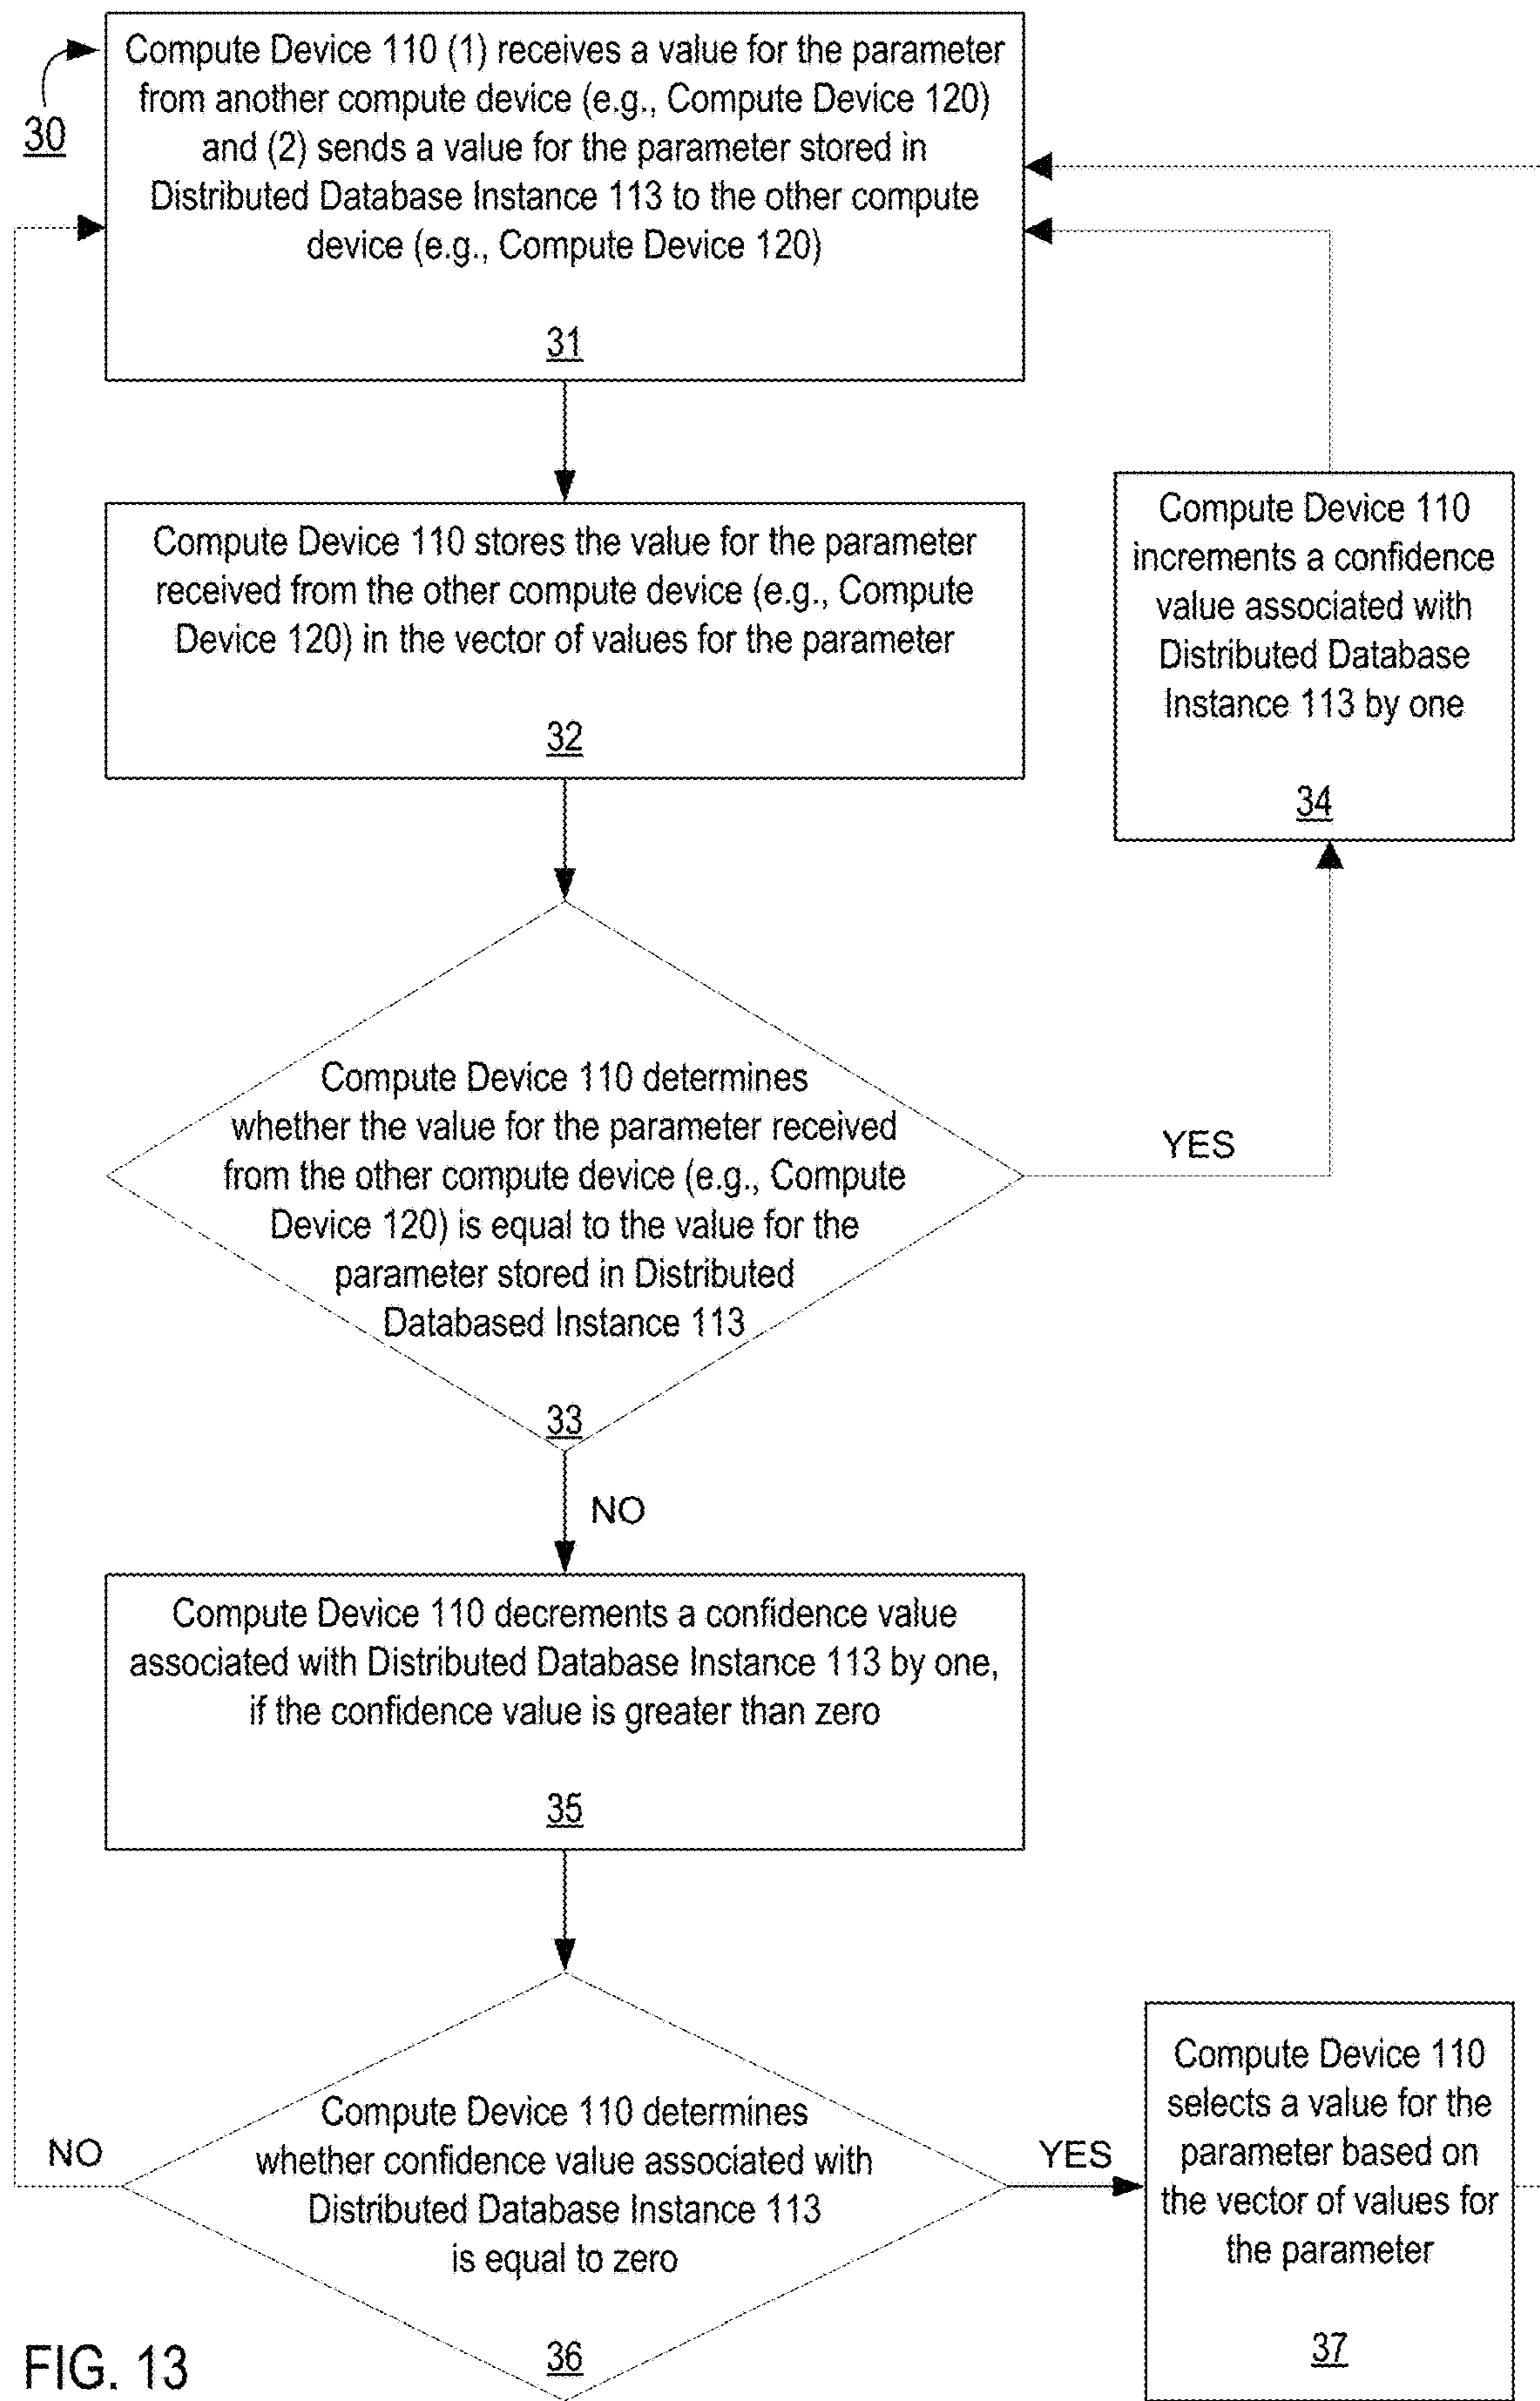 30
Compute Device 110 (1) receives a value for the parameter
from another compute device (e.g., Compute Device 120)
and (2) sends a value for the parameter stored in
Distributed Database Instance 113 to the other compute
device (e.g., Compute Device 120)
31
Compute Device 110 stores the value for the parameter
received from the other compute device (e.g., Compute
Device 120) in the vector of values for the parameter
32
Compute Device 110
increments a confidence
value associated with
Distributed Database
Instance 113 by one
34
Compute Device 110 determines
whether the value for the parameter received
from the other compute device (e.g., Compute
Device 120) is equal to the value for the
parameter stored in Distributed
Databased Instance 113
33
YES
NO
Compute Device 110 decrements a confidence value
associated with Distributed Database Instance 113 by one,
if the confidence value is greater than zero
35
Compute Device 110 determines
whether confidence value associated with
Distributed Database Instance 113
is equal to zero
36
NO
YES
Compute Device 110
selects a value for the
parameter based on
the vector of values for
the parameter
37
FIG. 13